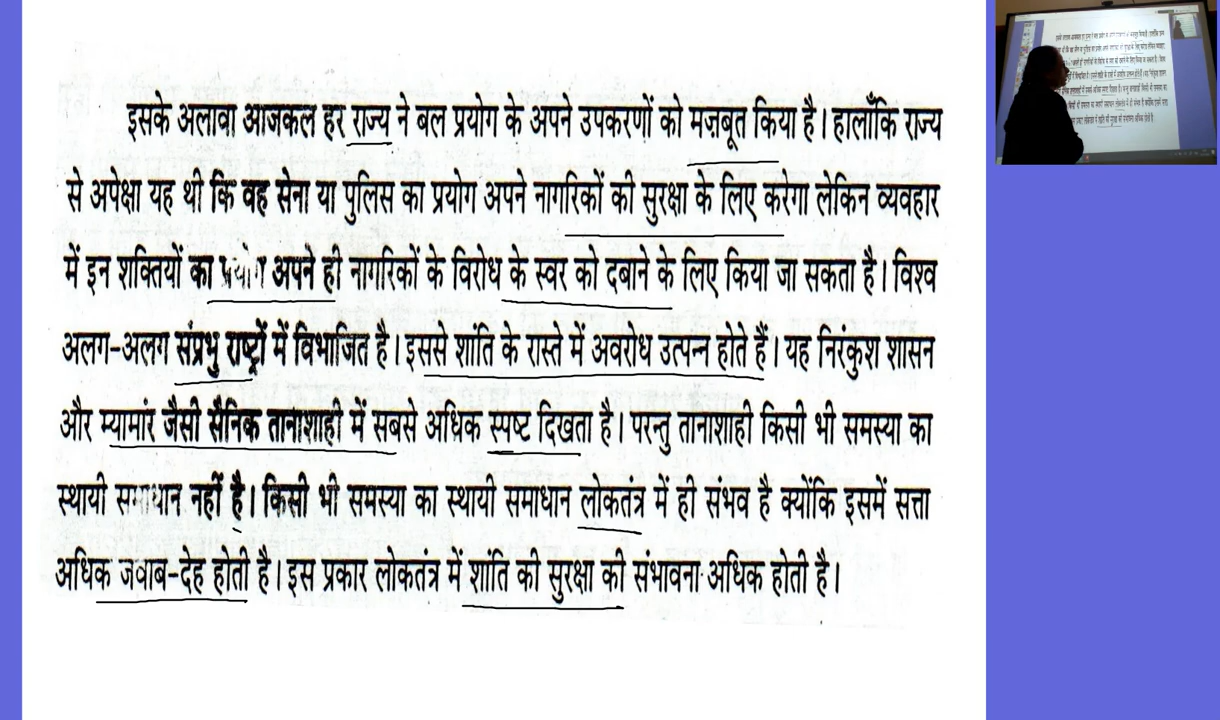 इसके अलावा आजकल हर राज्य ने बल प्रयोग के अपने उपकरणों को मजबूत किया है। हालाँकि राज्य
से अपेक्षा यह थी कि वह सेना या पुलिस का प्रयोग अपने नागरिकों की सुरक्षा के लिए करेगा लेकिन व्यवहार
में इन शक्तियों का प्रयोग अपने ही नागरिकों के विरोध के स्वर को दबाने के लिए किया जा सकता है। विश्व
अलग-अलग संप्रभु राष्ट्रों में विभाजित है। इससे शांति के रास्ते में अवरोध उत्पन्न होते हैं। यह निरंकुश शासन
और म्यामांर जैसी सैनिक तानाशाही में सबसे अधिक स्पष्ट दिखता है। परन्तु तानाशाही किसी भी समस्या का
स्थायी समाधान नहीं है। किसी भी समस्या का स्थायी समाधान लोकतंत्र में ही संभव है क्योंकि इसमें सत्ता
अधिक जवाब-देह होती है। इस प्रकार लोकतंत्र में शांति की सुरक्षा की संभावना अधिक होती है।